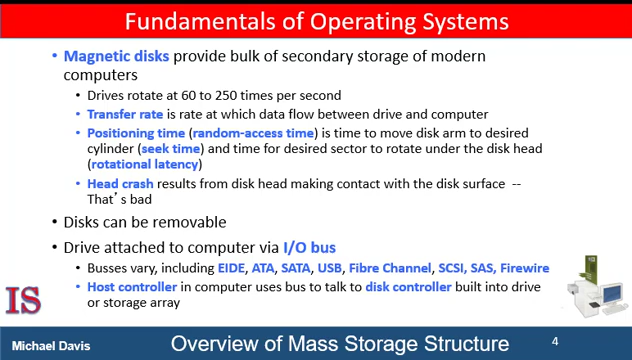 Fundamentals of Operating Systems
• Magnetic disks provide bulk of secondary storage of modern
computers
• Drives rotate at 60 to 250 times per second
• Transfer rate is rate at which data flow between drive and computer
• Positioning time (random-access time) is time to move disk arm to desired
cylinder (seek time) and time for desired sector to rotate under the disk head
(rotational latency)
• Head crash results from disk head making contact with the disk surface --
That's bad
• Disks can be removable
• Drive attached to computer via I/O bus
• Busses vary, including EIDE, ATA, SATA, USB, Fibre Channel, SCSI, SAS, Firewire
• Host controller in computer uses bus to talk to disk controller built into drive
or storage array
IS
Michael Davis
Overview of Mass Storage Structure
4